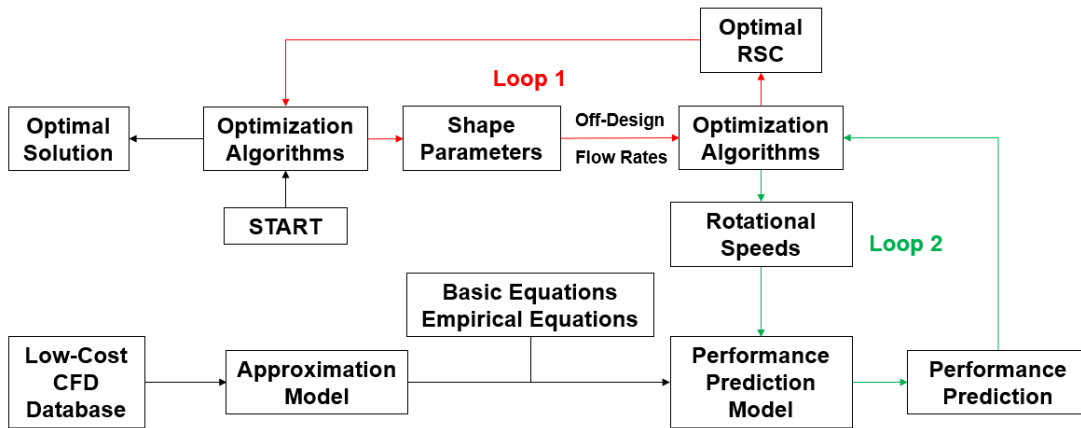 Optimal
RSC
Loop 1
Optimal
Solution
Optimization
Algorithms
Shape
Parameters
Off-Design
Flow Rates
Optimization
Algorithms
START
Rotational
Speeds
Loop 2
Basic Equations
Empirical Equations
Low-Cost
CFD
Database
Approximation
Model
Performance
Prediction
Model
Performance
Prediction